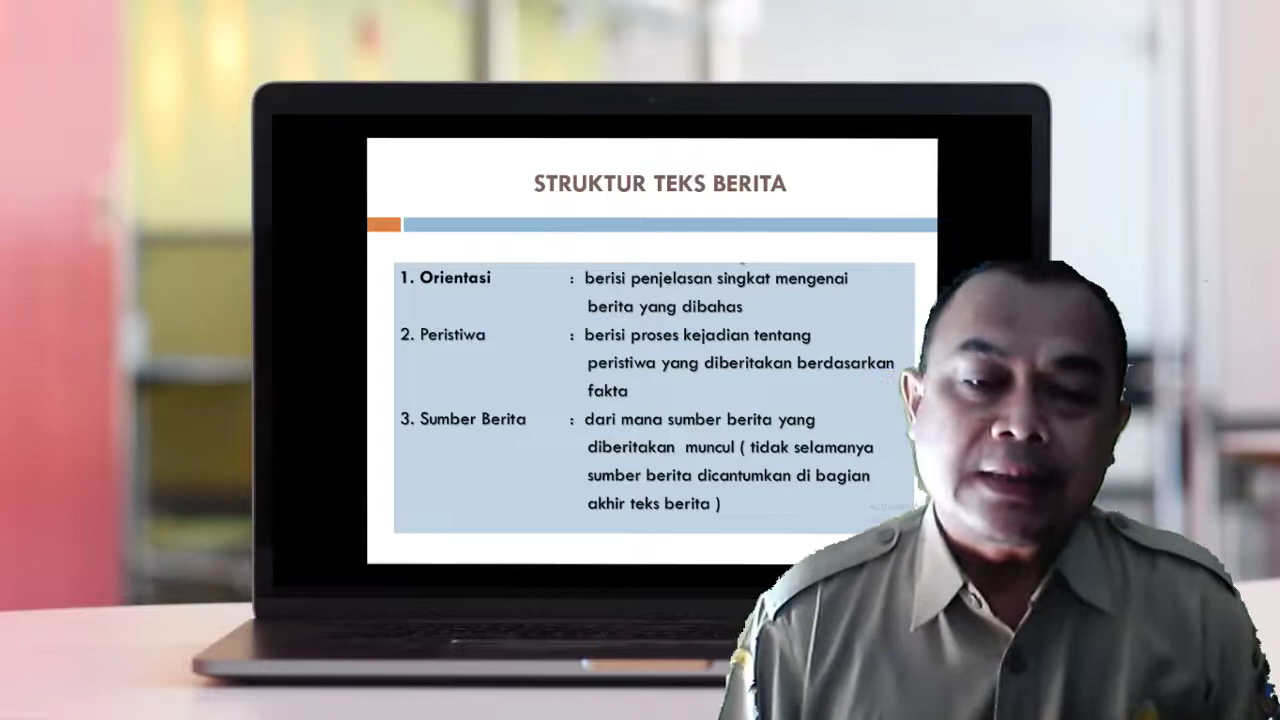 STRUKTUR TEKS BERITA
1. Orientasi : berisi penjelasan singkat mengenai
berita yang dibahas
2. Peristiwa : berisi proses kejadian tentang
peristiwa yang diberitakan berdasarkan
fakta
3. Sumber Berita : dari mana sumber berita yang
diberitakan muncul ( tidak selamanya
sumber berita dicantumkan di bagian
akhir teks berita )